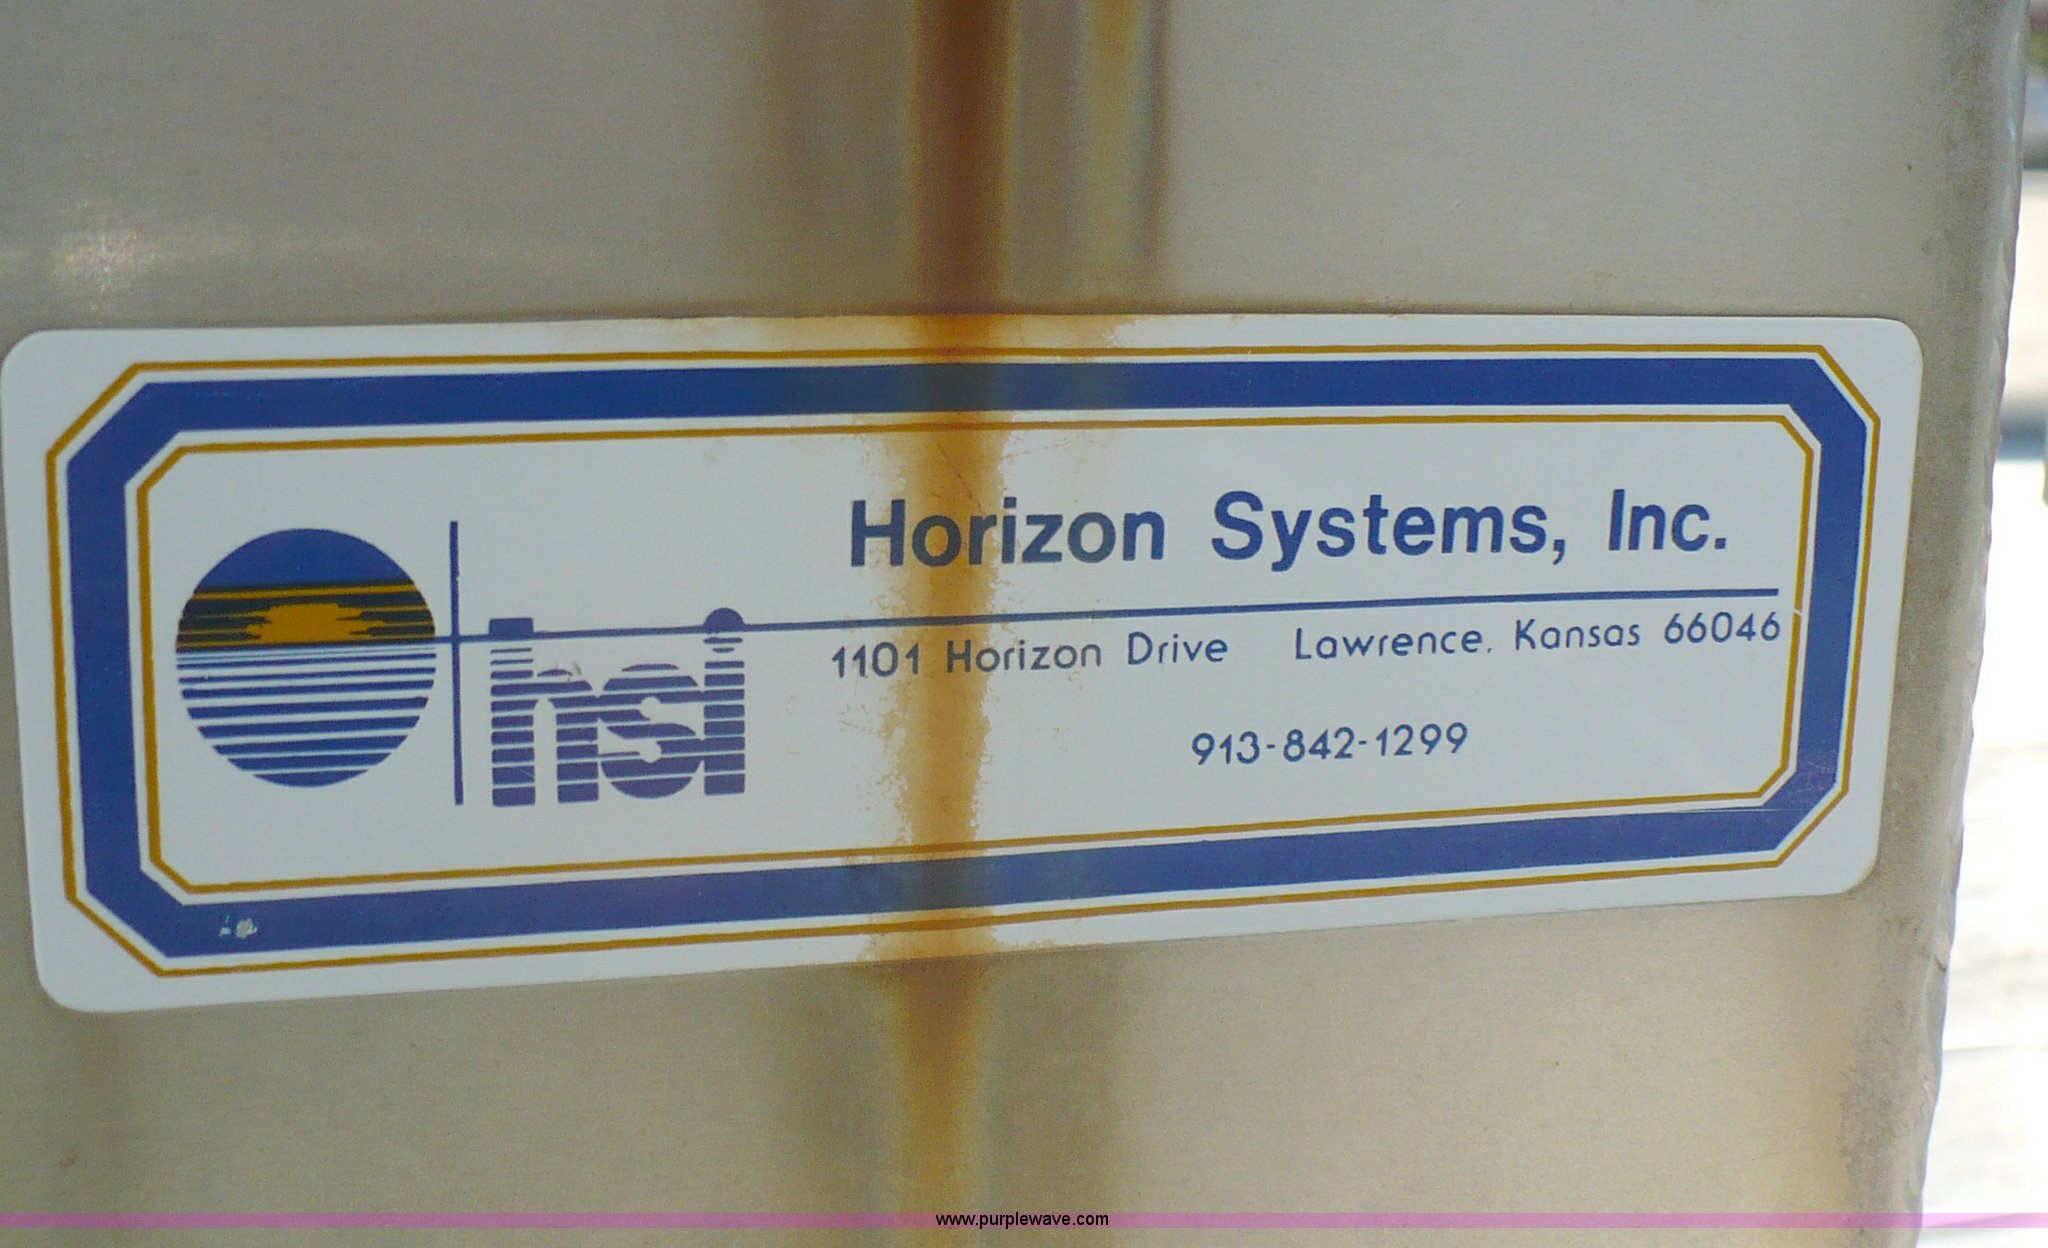 Horizon Systems, Inc.
hsi
1101 Horizon Drive Lawrence, Kansas 66046
913-842-1299
www.purplewave.com